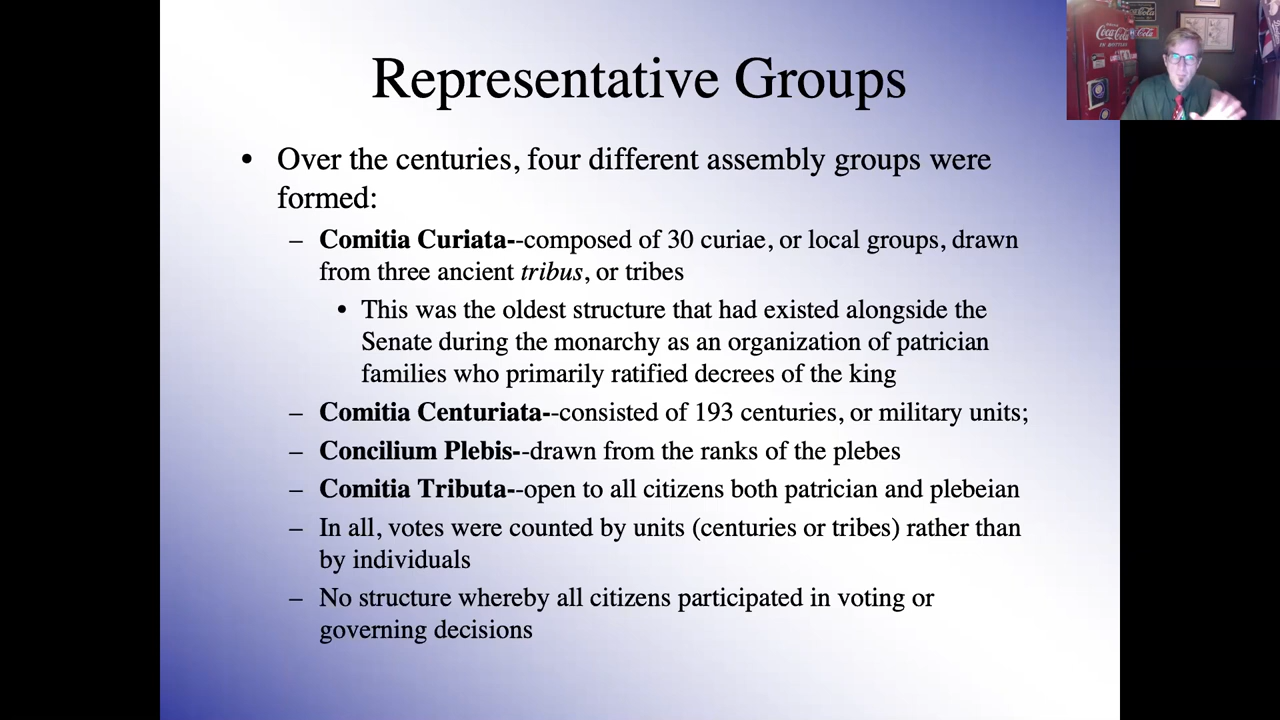 Representative Groups
• Over the centuries, four different assembly groups were
formed:
– Comitia Curiata--composed of 30 curiae, or local groups, drawn
from three ancient tribus, or tribes
• This was the oldest structure that had existed alongside the
Senate during the monarchy as an organization of patrician
families who primarily ratified decrees of the king
– Comitia Centuriata--consisted of 193 centuries, or military units;
– Concilium Plebis--drawn from the ranks of the plebes
– Comitia Tributa--open to all citizens both patrician and plebeian
– In all, votes were counted by units (centuries or tribes) rather than
by individuals
– No structure whereby all citizens participated in voting or
governing decisions
Coca-Cola